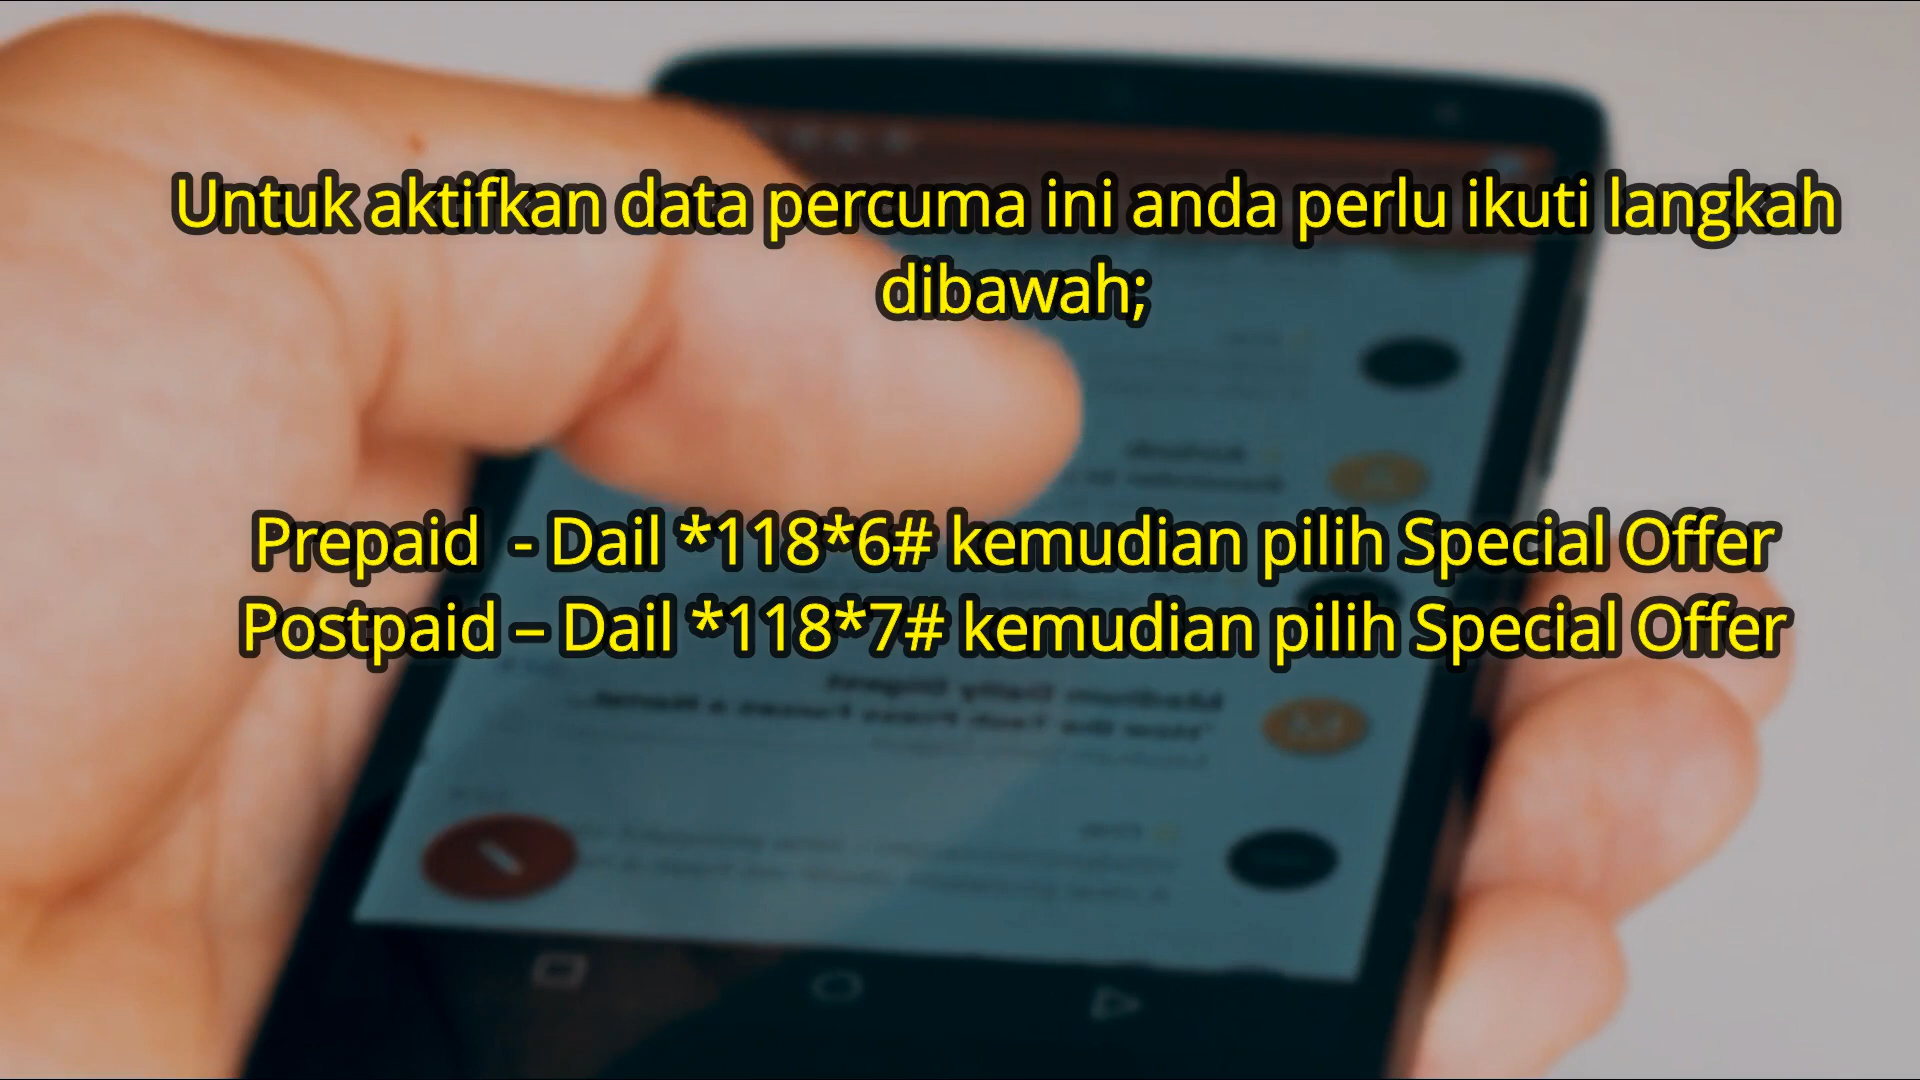 Untuk aktifkan data percuma ini anda perlu ikuti langkah
dibawah;
Prepaid  - Dail *118*6# kemudian pilih Special Offer
Postpaid – Dail *118*7# kemudian pilih Special Offer